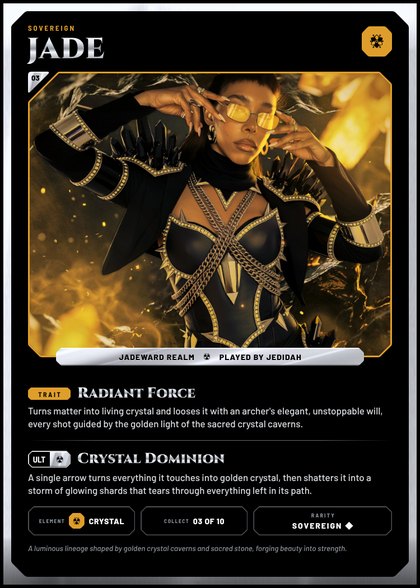 SOVEREIGN
JADE
03
JADEWARD REALM PLAYED BY JEDIDAH
TRAIT RADIANT FORCE
Turns matter into living crystal and looses it with an archer's elegant, unstoppable will,
every shot guided by the golden light of the sacred crystal caverns.
ULT CRYSTAL DOMINION
A single arrow turns everything it touches into golden crystal, then shatters it into a
storm of glowing shards that tears through everything left in its path.
ELEMENT CRYSTAL COLLECT 03 OF 10 RARITY
SOVEREIGN ◆
A luminous lineage shaped by golden crystal caverns and sacred stone, forging beauty into strength.